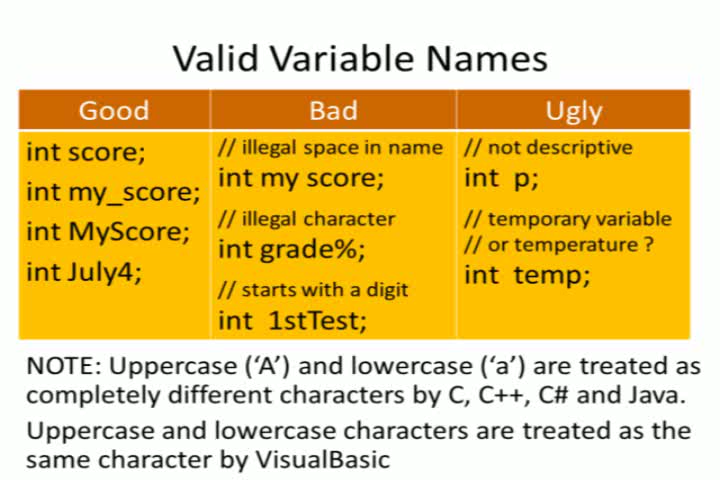 Valid Variable Names
Good
Bad
Ugly
int score;
int my_score;
int MyScore;
int July4;
// illegal space in name
int my score;
// illegal character
int grade%;
// starts with a digit
int 1stTest;
// not descriptive
int p;
// temporary variable
// or temperature ?
int temp;
NOTE: Uppercase (‘A’) and lowercase (‘a’) are treated as
completely different characters by C, C++, C# and Java.
Uppercase and lowercase characters are treated as the
same character by VisualBasic